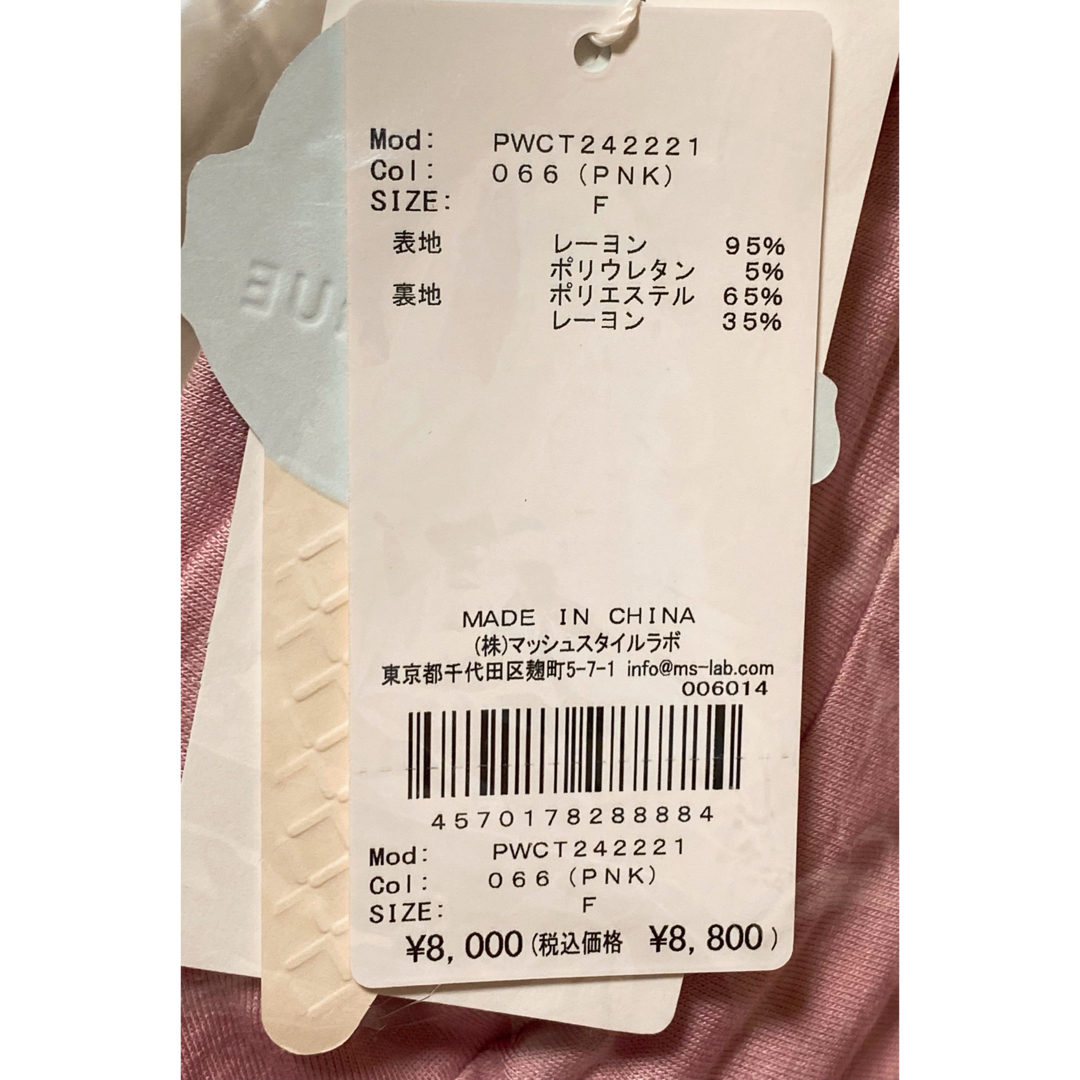 Mod: PWCT242221
Col: 066 (PNK)
SIZE: F
表地 レーヨン 95%
ポリウレタン 5%
裏地 ポリエステル 65%
レーヨン 35%
MADE IN CHINA
(株)マッシュスタイルラボ
東京都千代田区麹町5-7-1 info@ms-lab.com
006014
4570178288884
Mod: PWCT242221
Col: 066 (PNK)
SIZE: F
¥8,000 (税込価格 ¥8,800)